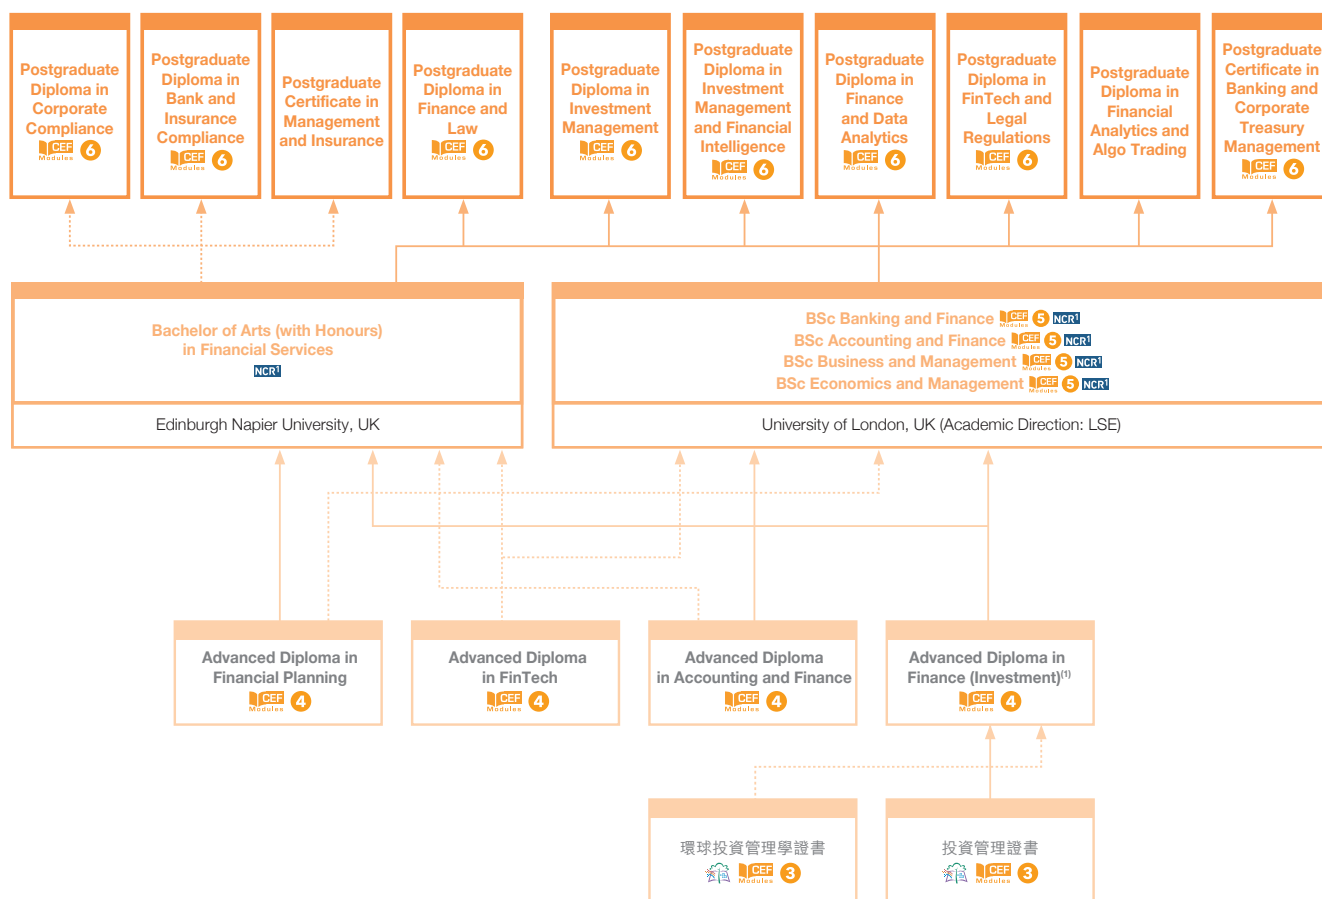 Postgraduate
Diploma in
Corporate
Compliance
CEF
Modules
6
Postgraduate
Diploma in
Bank and
Insurance
Compliance
CEF
Modules
6
Postgraduate
Certificate in
Management
and Insurance
Postgraduate
Diploma in
Finance and
Law
CEF
Modules
6
Postgraduate
Diploma in
Investment
Management
CEF
Modules
6
Postgraduate
Diploma in
Investment
Management
and Financial
Intelligence
CEF
Modules
6
Postgraduate
Diploma in
Finance
and Data
Analytics
CEF
Modules
6
Postgraduate
Diploma in
FinTech and
Legal
Regulations
CEF
Modules
6
Postgraduate
Diploma in
Financial
Analytics and
Algo Trading
Postgraduate
Certificate in
Banking and
Corporate
Treasury
Management
CEF
Modules
6
Bachelor of Arts (with Honours)
in Financial Services
NCR¹
Edinburgh Napier University, UK
BSc Banking and Finance CEF Modules 5 NCR¹
BSc Accounting and Finance CEF Modules 5 NCR¹
BSc Business and Management CEF Modules 5 NCR¹
BSc Economics and Management CEF Modules 5 NCR¹
University of London, UK (Academic Direction: LSE)
Advanced Diploma in
Financial Planning
CEF
Modules
4
Advanced Diploma
in FinTech
CEF
Modules
4
Advanced Diploma
in Accounting and Finance
CEF
Modules
4
Advanced Diploma in
Finance (Investment)⁽¹⁾
CEF
Modules
4
環球投資管理學證書
CEF
Modules
3
投資管理證書
CEF
Modules
3